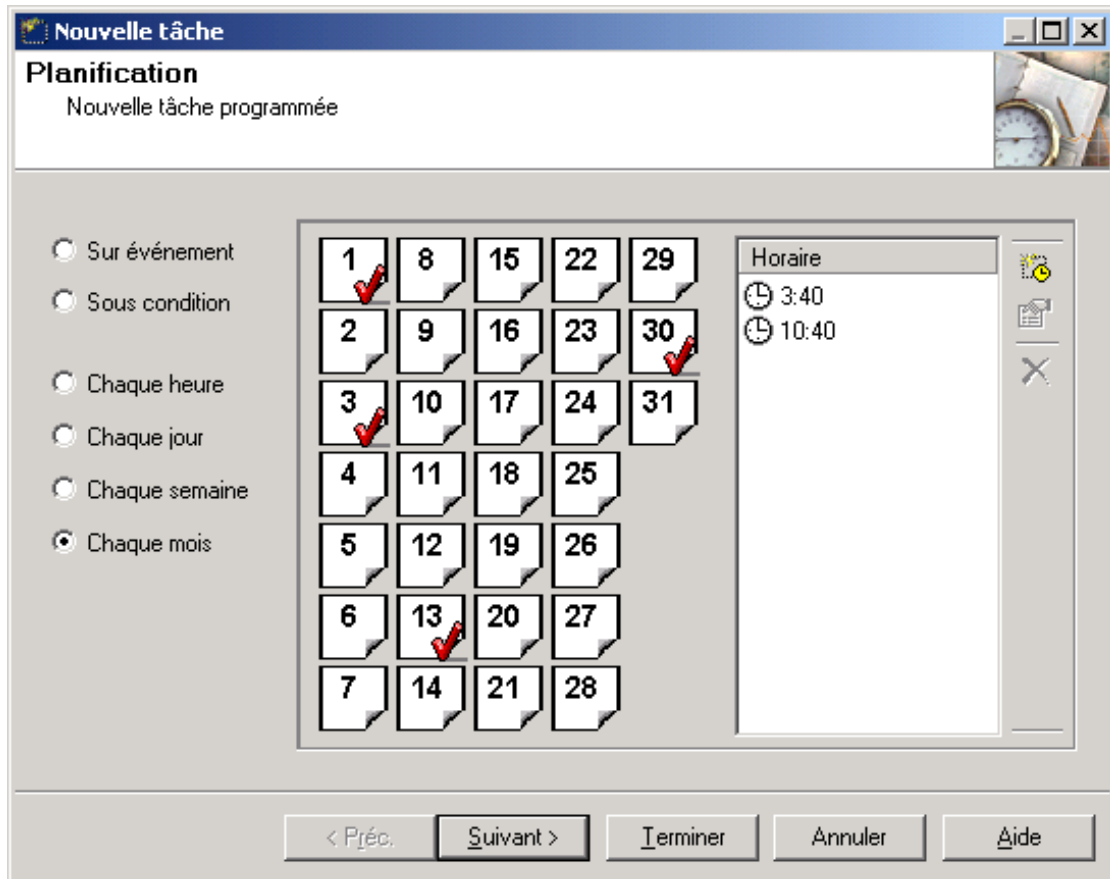 Nouvelle tâche
Planification
Nouvelle tâche programmée
Sur événement
Sous condition
Chaque heure
Chaque jour
Chaque semaine
Chaque mois
1 8 15 22 29
2 9 16 23 30
3 10 17 24 31
4 11 18 25
5 12 19 26
6 13 20 27
7 14 21 28
Horaire
3:40
10:40
< Préc.
Suivant >
Terminer
Annuler
Aide